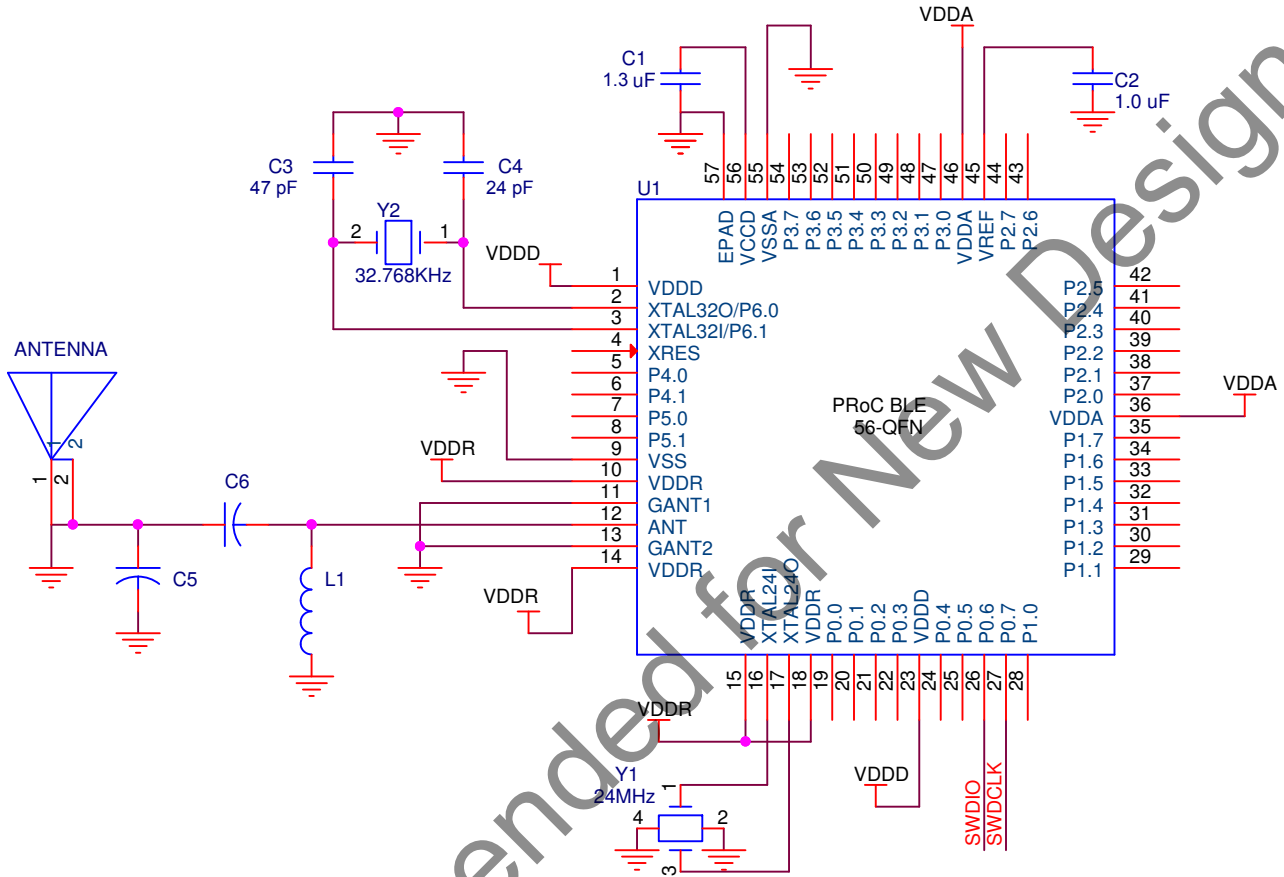 VDDA
C1
1.3 uF
C2
1.0 uF
C3
47 pF
C4
24 pF
Y2
2
1
32.768KHz
VDDD
U1
57
56
55
54
53
52
51
50
49
48
47
46
45
44
43
EPAD
VCCD
VSSA
P3.7
P3.6
P3.5
P3.4
P3.3
P3.2
P3.1
P3.0
VDDA
VREF
P2.7
P2.6
1 VDDD
2 XTAL32O/P6.0
3 XTAL32I/P6.1
4 XRES
5 P4.0
6 P4.1
7 P5.0
8 P5.1
9 VSS
10 VDDR
11 GANT1
12 ANT
13 GANT2
14 VDDR
P2.5 42
P2.4 41
P2.3 40
P2.2 39
P2.1 38
P2.0 37
VDDA 36
P1.7 35
P1.6 34
P1.5 33
P1.4 32
P1.3 31
P1.2 30
P1.1 29
PRoC BLE
56-QFN
VDDA
ANTENNA
1
2
1
2
VDDR
C6
C5
L1
VDDR
VDDR
XTAL24I
XTAL24O
VDDR
P0.0
P0.1
P0.2
P0.3
VDDD
P0.4
P0.5
P0.6
P0.7
P1.0
15
16
17
18
19
20
21
22
23
24
25
26
27
28
VDDR
Y1
24MHz
1
4
2
3
VDDD
SWDIO
SWDCLK
ended for New Design